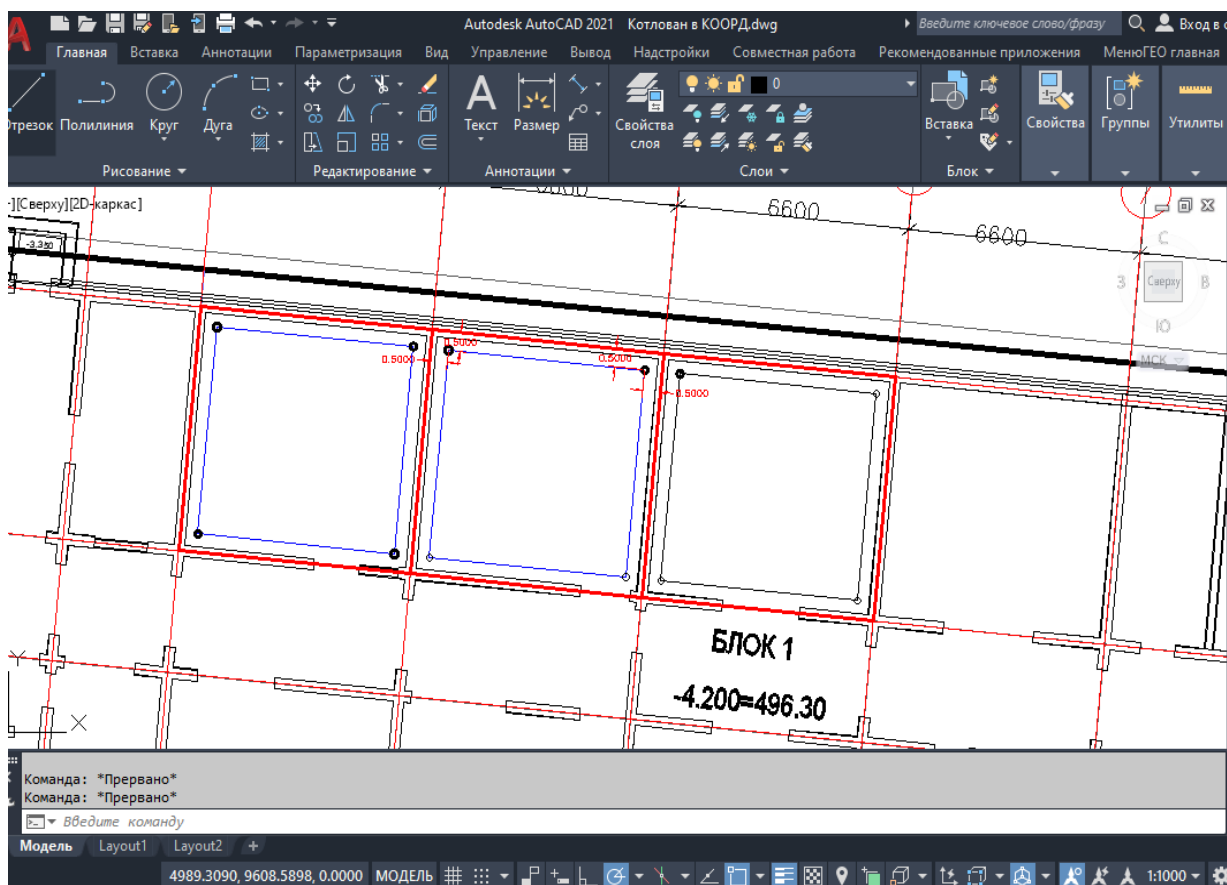 Autodesk AutoCAD 2021 Котлован в КООРД.dwg
Введите ключевое слово/фразу
Вход в
Главная Вставка Аннотации Параметризация Вид Управление Вывод Надстройки Совместная работа Рекомендованные приложения МенюГЕО главная
Отрезок Полилиния Круг Дуга
Текст Размер
Свойства слоя
0
Вставка
Свойства
Группы
Утилиты
Рисование Редактирование Аннотации Слои Блок
][Сверху][2D-каркас]
6600
6600
-3.350
С
З Сверху В
Ю
МСК
0.5000
0.5000
0.5000
0.5000
БЛОК 1
-4.200=496.30
Y
X
Команда: *Прервано*
Команда: *Прервано*
Введите команду
Модель Layout1 Layout2 +
4989.3090, 9608.5898, 0.0000 МОДЕЛЬ 1:1000